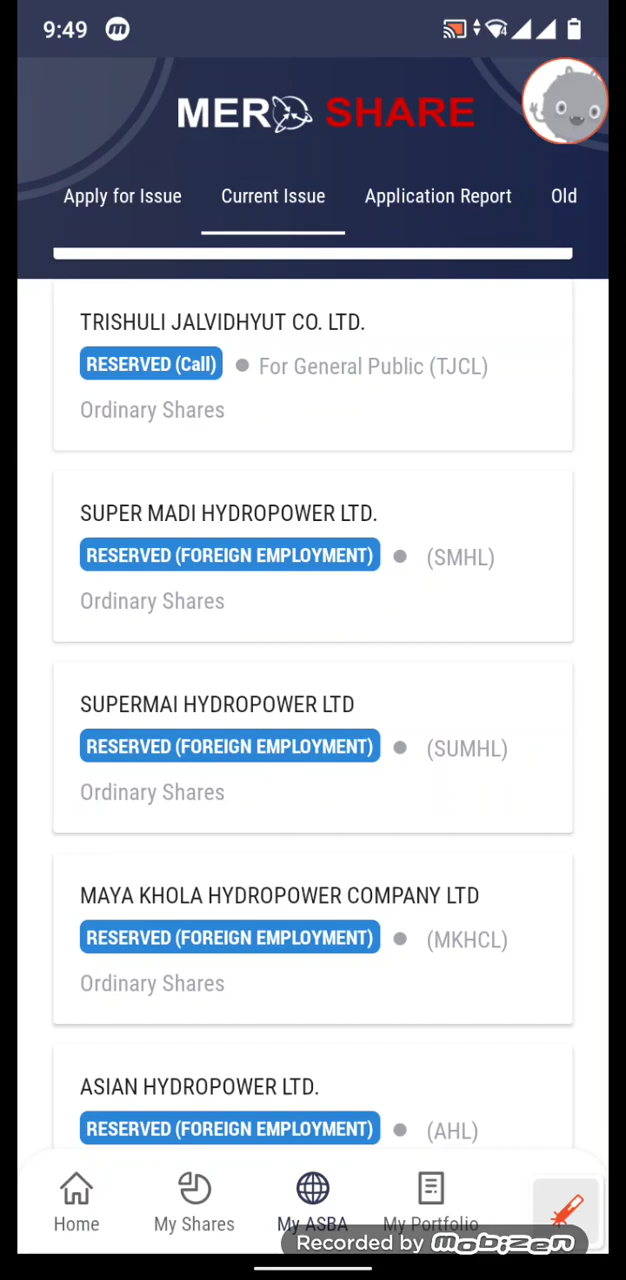 9:49
MERO SHARE
Apply for Issue Current Issue Application Report Old
TRISHULI JALVIDHYUT CO. LTD.
RESERVED (Call) For General Public (TJCL)
Ordinary Shares
SUPER MADI HYDROPOWER LTD.
RESERVED (FOREIGN EMPLOYMENT) (SMHL)
Ordinary Shares
SUPERMAI HYDROPOWER LTD
RESERVED (FOREIGN EMPLOYMENT) (SUMHL)
Ordinary Shares
MAYA KHOLA HYDROPOWER COMPANY LTD
RESERVED (FOREIGN EMPLOYMENT) (MKHCL)
Ordinary Shares
ASIAN HYDROPOWER LTD.
RESERVED (FOREIGN EMPLOYMENT) (AHL)
Home My Shares My ASBA My Portfolio
Recorded by mobizen